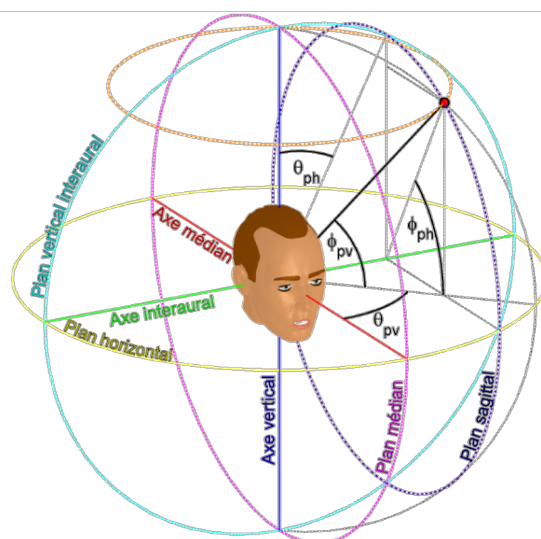 θph
Plan vertical interaural
Axe médian
ϕpv
ϕph
Axe interaural
Plan horizontal
θpv
Axe vertical
Plan médian
Plan sagittal